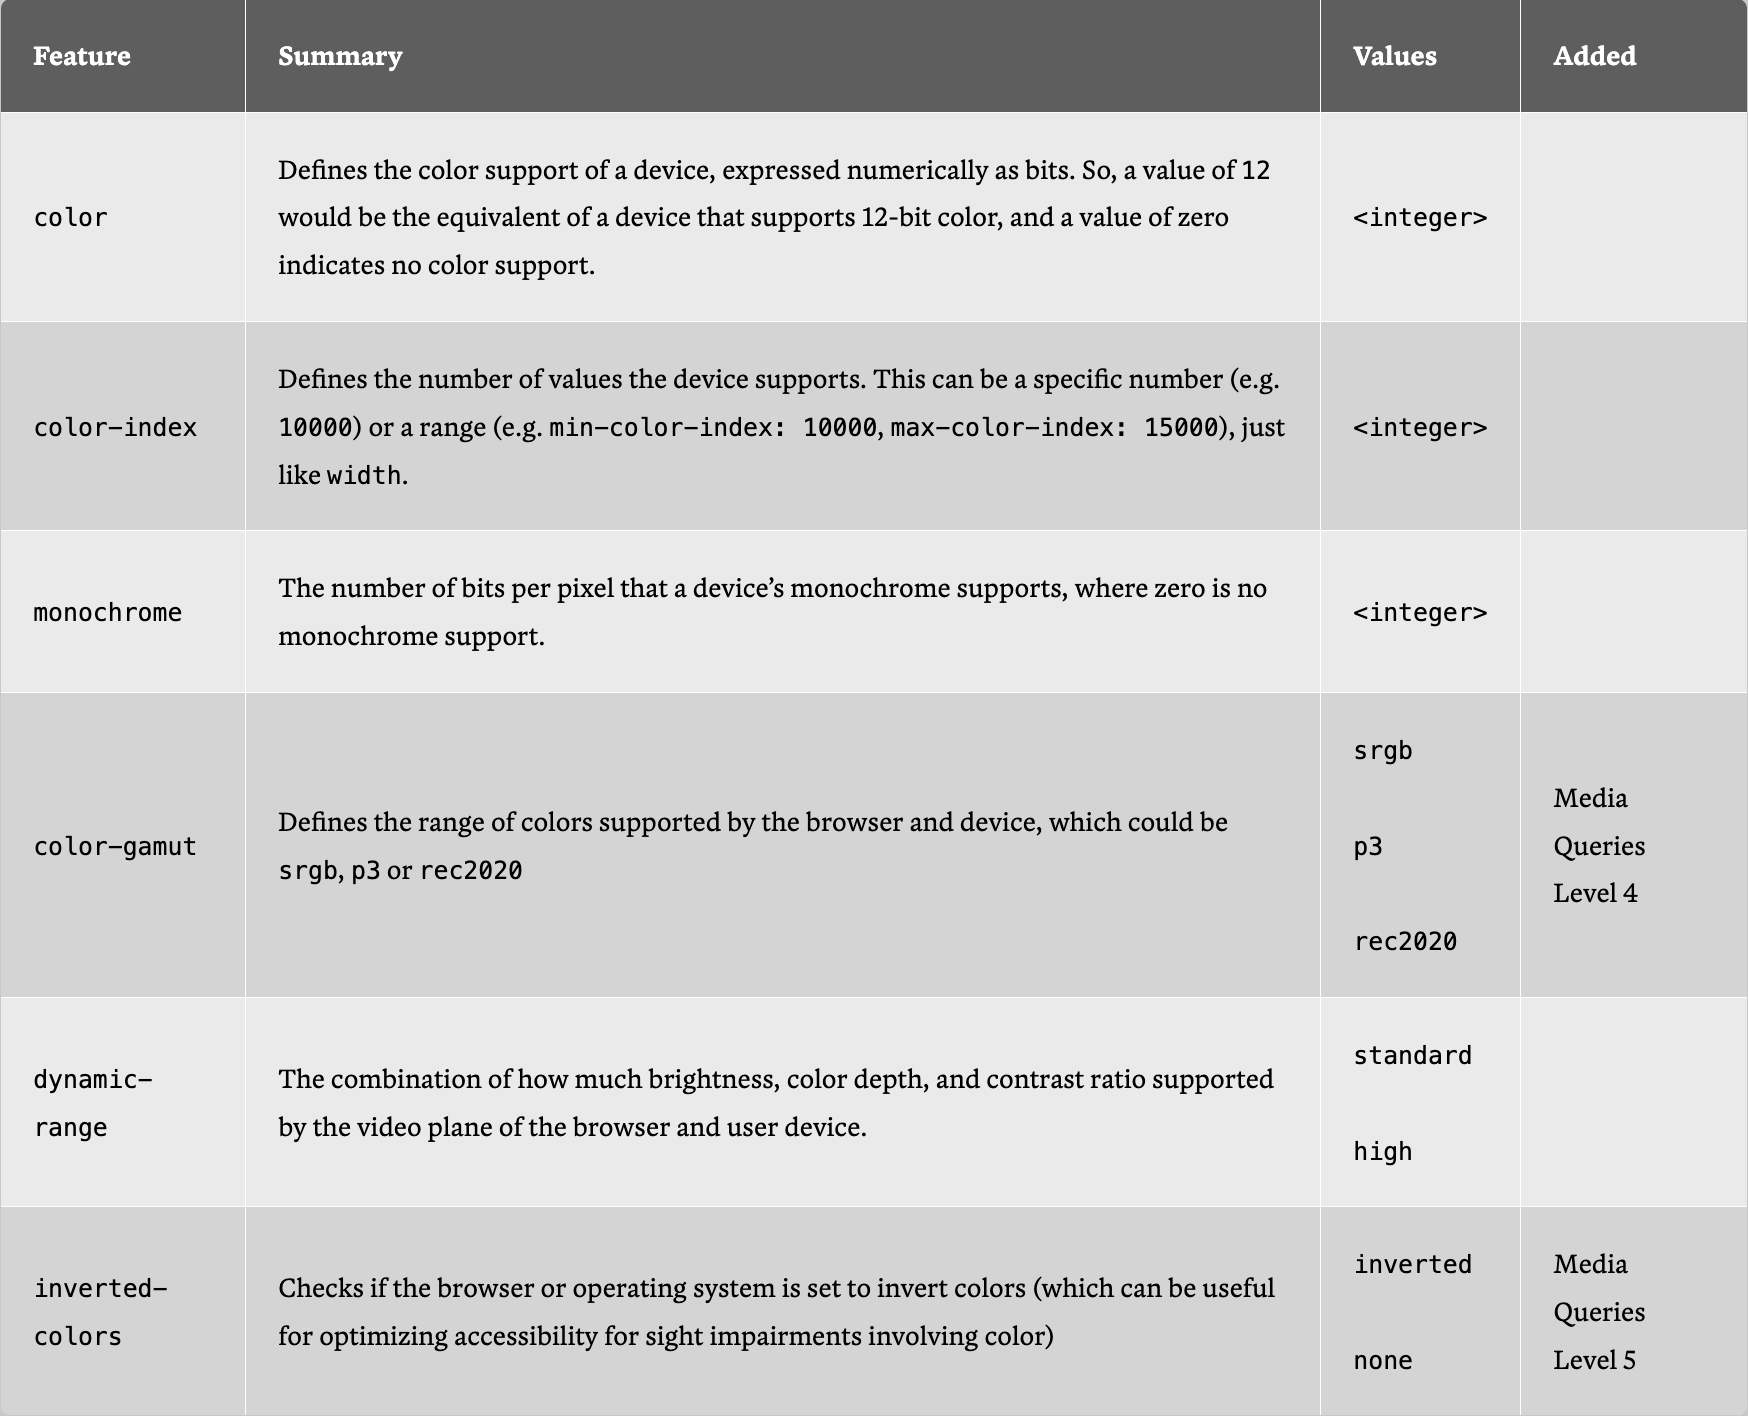 Feature Summary Values Added
color
Defines the color support of a device, expressed numerically as bits. So, a value of 12
would be the equivalent of a device that supports 12-bit color, and a value of zero
indicates no color support.
<integer>
color-index
Defines the number of values the device supports. This can be a specific number (e.g.
10000) or a range (e.g. min-color-index: 10000, max-color-index: 15000), just
like width.
<integer>
monochrome
The number of bits per pixel that a device’s monochrome supports, where zero is no
monochrome support.
<integer>
color-gamut
Defines the range of colors supported by the browser and device, which could be
srgb, p3 or rec2020
srgb
p3
rec2020
Media
Queries
Level 4
dynamic-
range
The combination of how much brightness, color depth, and contrast ratio supported
by the video plane of the browser and user device.
standard
high
inverted-
colors
Checks if the browser or operating system is set to invert colors (which can be useful
for optimizing accessibility for sight impairments involving color)
inverted
none
Media
Queries
Level 5